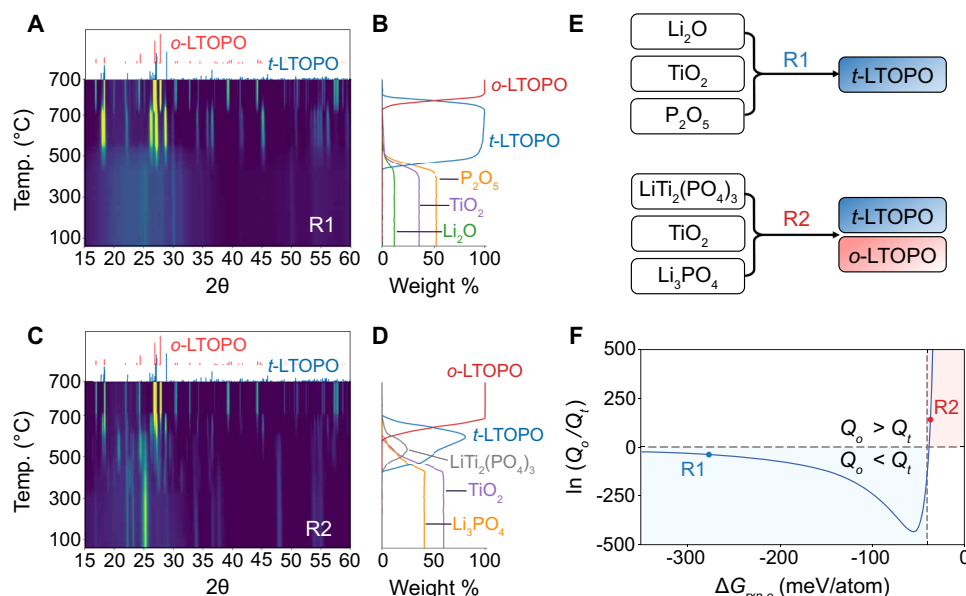 A
o-LTOPO
t-LTOPO
Temp. (°C)
700
700
500
300
100
R1
15 20 25 30 35 40 45 50 55 60
2θ
B
o-LTOPO
t-LTOPO
P₂O₅
TiO₂
Li₂O
0 50 100
Weight %
C
o-LTOPO
t-LTOPO
Temp. (°C)
700
700
500
300
100
R2
15 20 25 30 35 40 45 50 55 60
2θ
D
o-LTOPO
t-LTOPO
LiTi₂(PO₄)₃
TiO₂
Li₃PO₄
0 50 100
Weight %
E
Li₂O
TiO₂
P₂O₅
R1
t-LTOPO
LiTi₂(PO₄)₃
TiO₂
Li₃PO₄
R2
t-LTOPO
o-LTOPO
F
ln (Qₒ/Qₜ)
500
250
0
-250
-500
R2
Qₒ > Qₜ
Qₒ < Qₜ
R1
-300 -200 -100 0
ΔG (meV/atom)